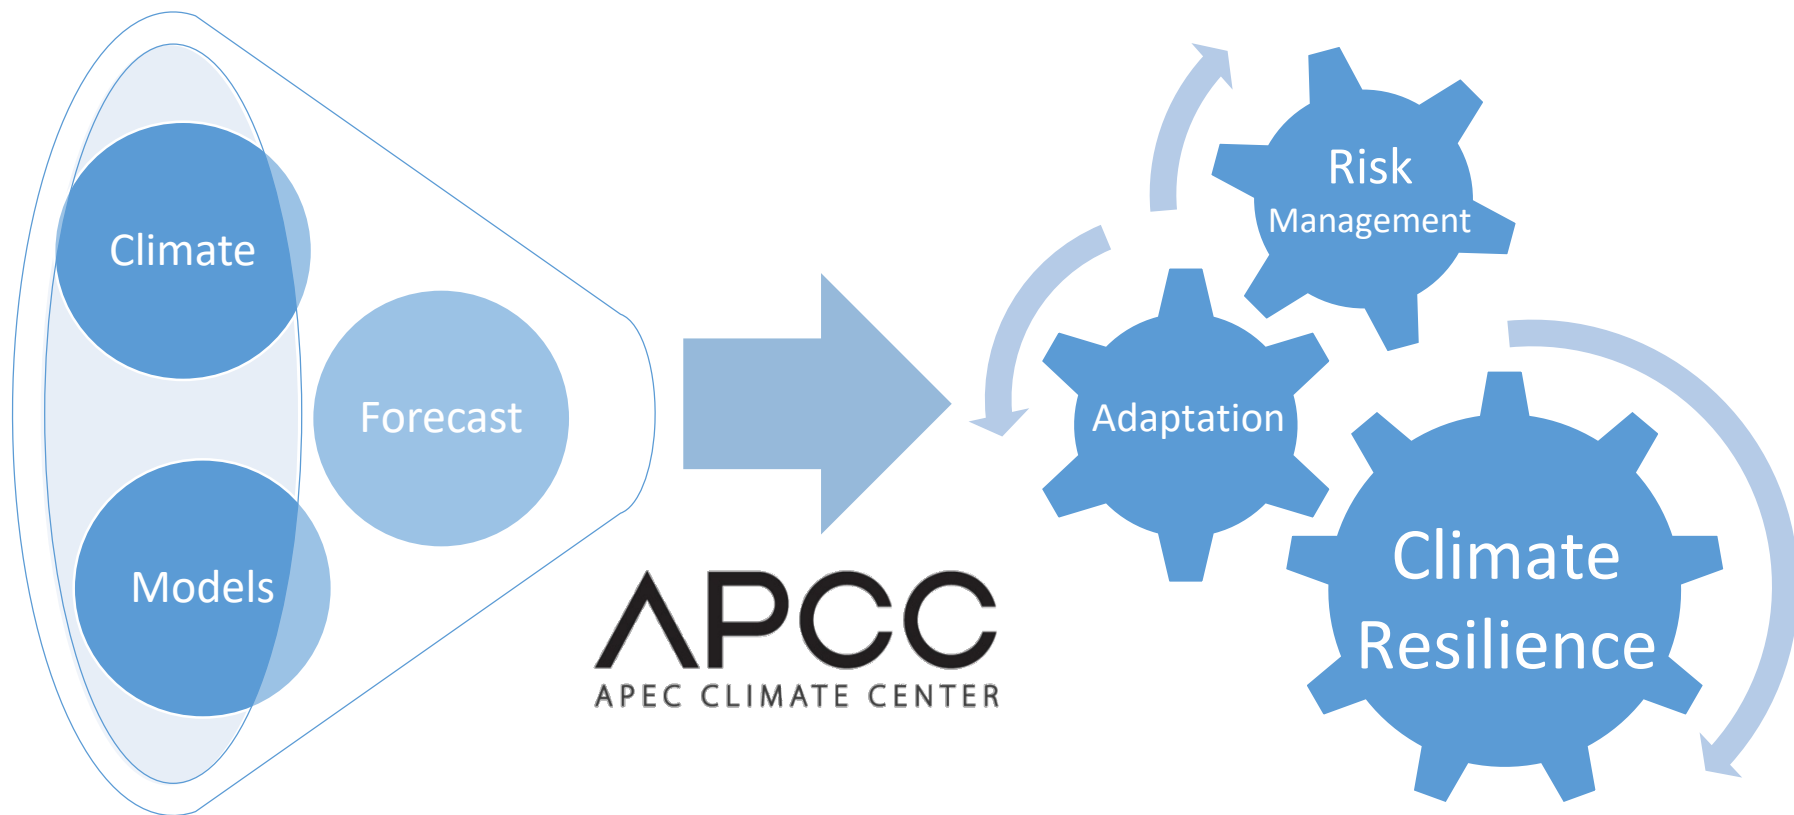 Climate
Forecast
Models
APCC
APEC CLIMATE CENTER
Risk
Management
Adaptation
Climate
Resilience